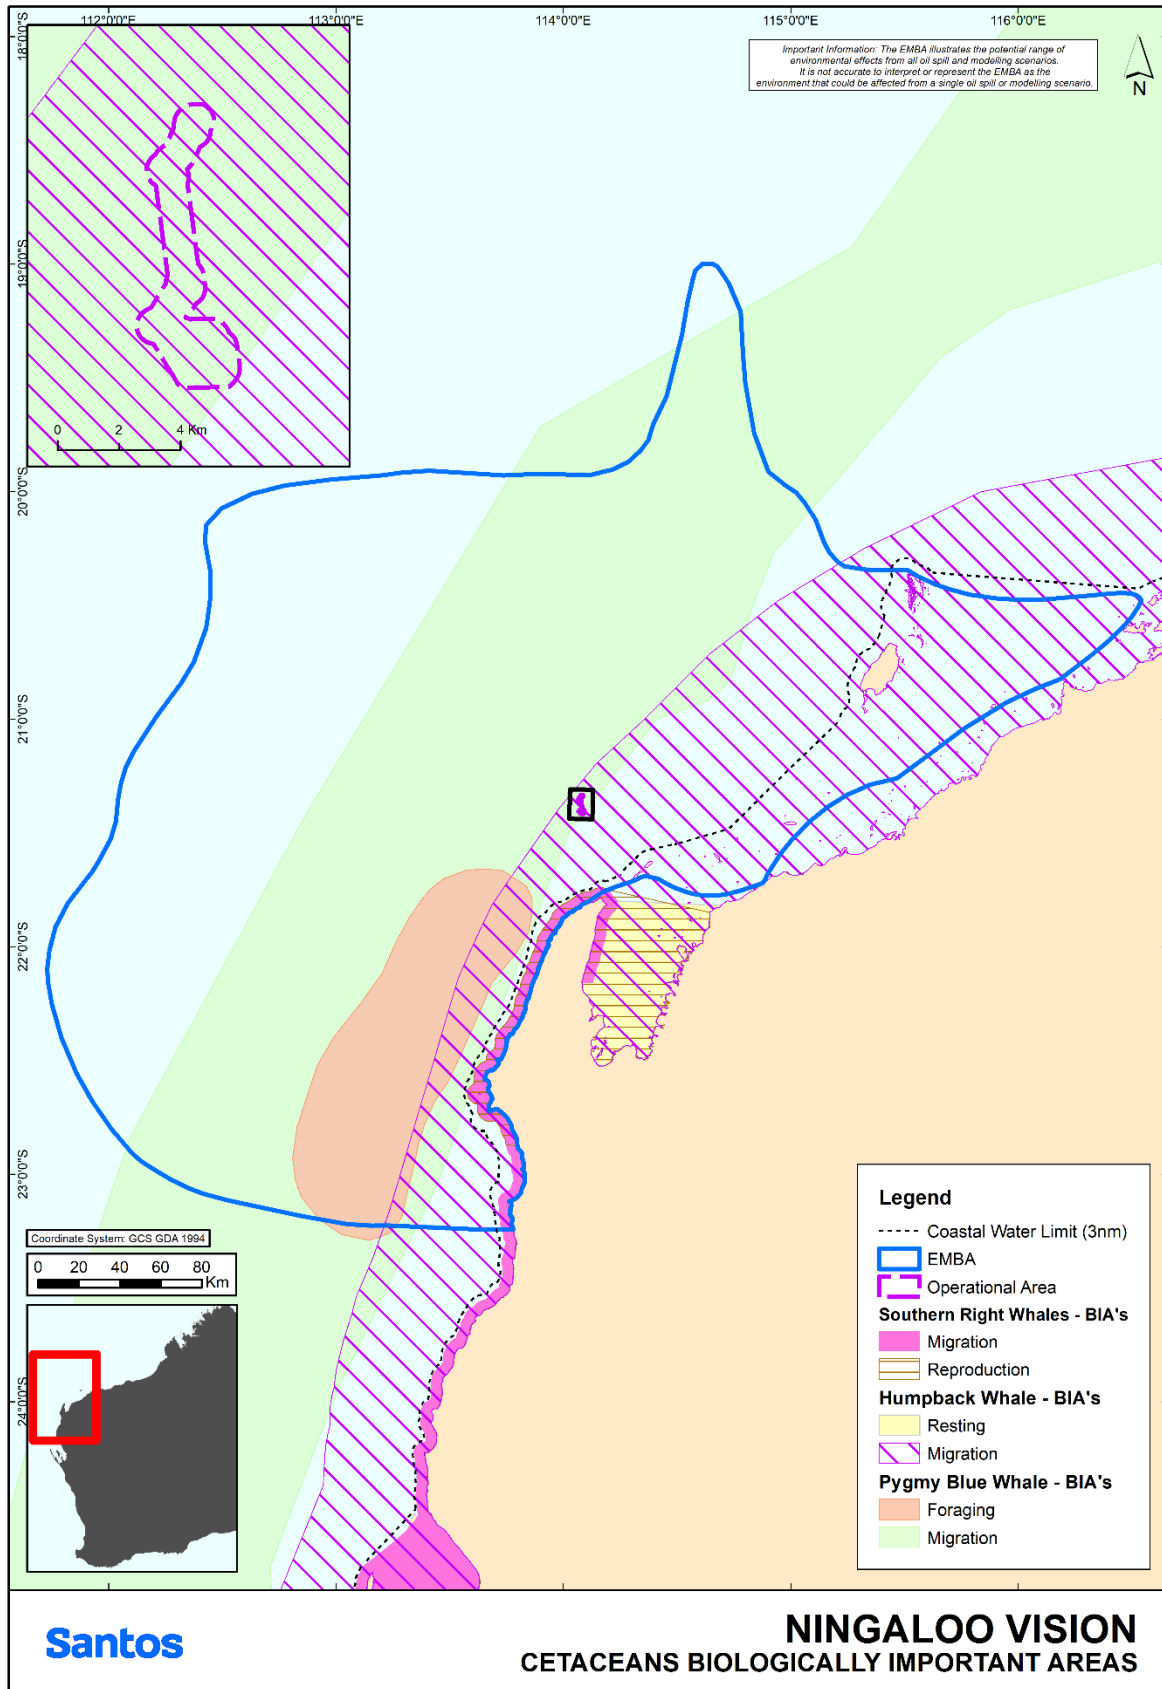 112°0'0"E
113°0'0"E
114°0'0"E
115°0'0"E
116°0'0"E
18°0'0"S
19°0'0"S
20°0'0"S
21°0'0"S
22°0'0"S
23°0'0"S
24°0'0"S
Important Information: The EMBA illustrates the potential range of
environmental effects from all oil spill and modelling scenarios.
It is not accurate to interpret or represent the EMBA as the
environment that could be affected from a single oil spill or modelling scenario.
N
0 2 4 Km
Coordinate System: GCS GDA 1994
0 20 40 60 80
Km
Legend
Coastal Water Limit (3nm)
EMBA
Operational Area
Southern Right Whales - BIA's
Migration
Reproduction
Humpback Whale - BIA's
Resting
Migration
Pygmy Blue Whale - BIA's
Foraging
Migration
Santos
NINGALOO VISION
CETACEANS BIOLOGICALLY IMPORTANT AREAS